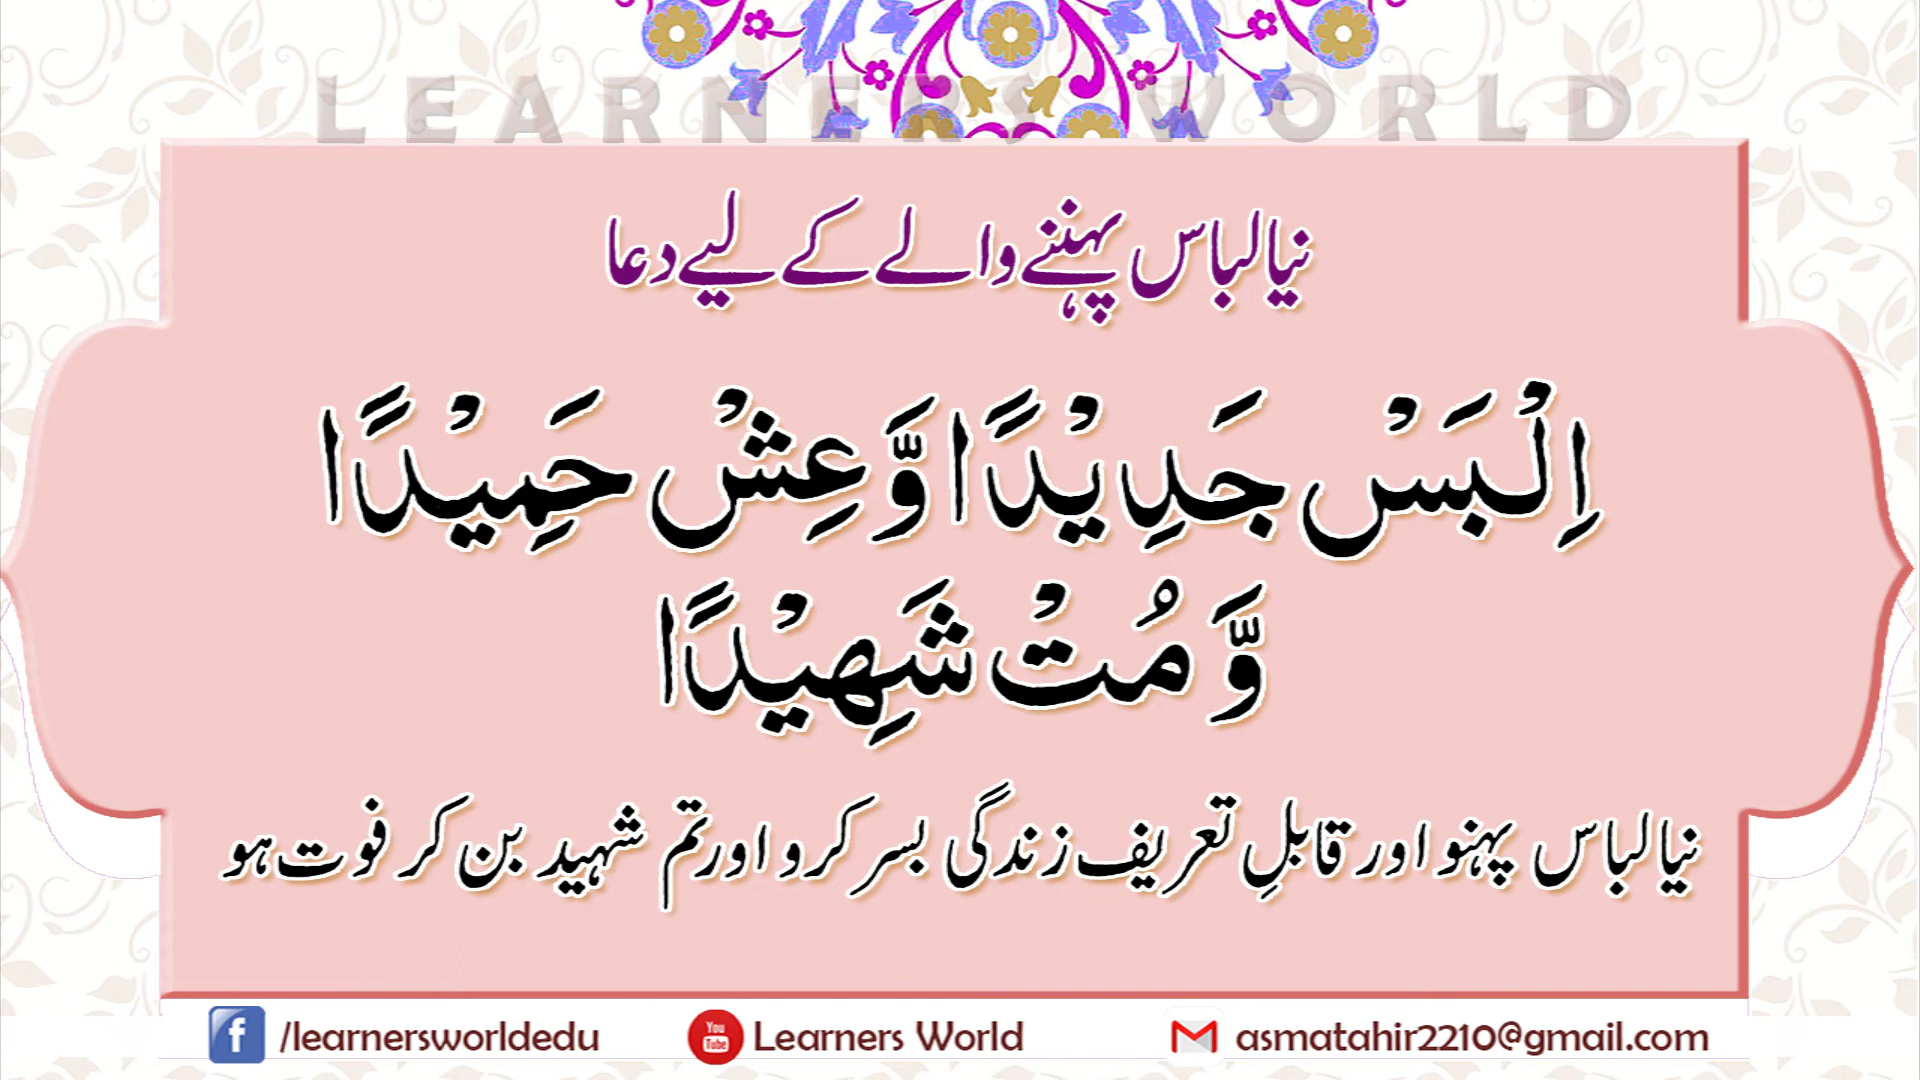 LEARNERS WORLD
نیا لباس پہننے والے کے لیے دعا
اِلْبَسْ جَدِیْدًا وَّعِشْ حَمِیْدًا
وَّ مُتْ شَھِیْدًا
نیا لباس پہنو اور قابلِ تعریف زندگی بسر کرو اور تم شہید بن کر فوت ہو
f /learnersworldedu You Tube Learners World asmatahir2210@gmail.com